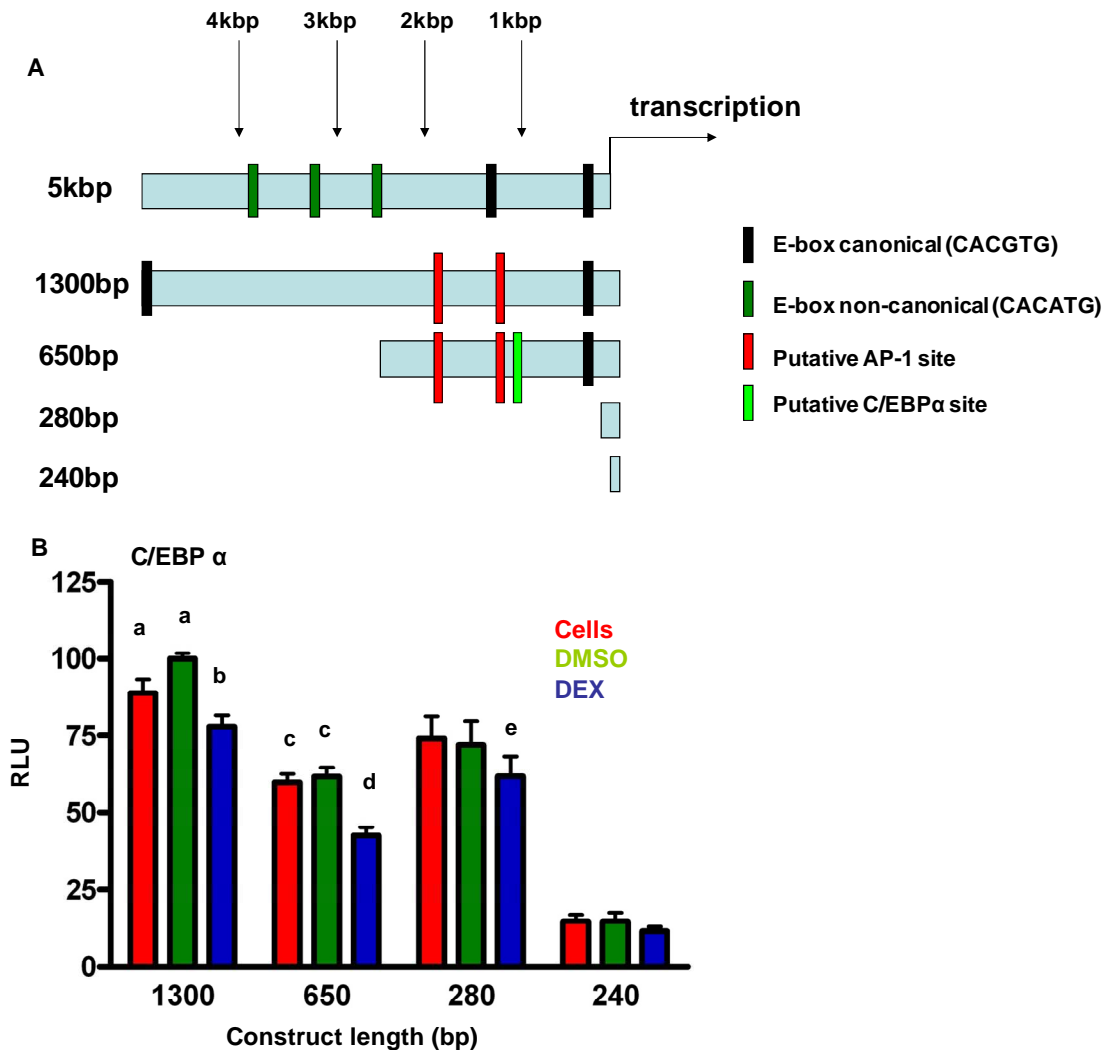 4kbp 3kbp 2kbp 1kbp
A
transcription
5kbp
1300bp
650bp
280bp
240bp
E-box canonical (CACGTG)
E-box non-canonical (CACATG)
Putative AP-1 site
Putative C/EBPα site
B
C/EBP α
125
100
75
50
25
0
RLU
a a b
c c d
e
Cells
DMSO
DEX
1300 650 280 240
Construct length (bp)